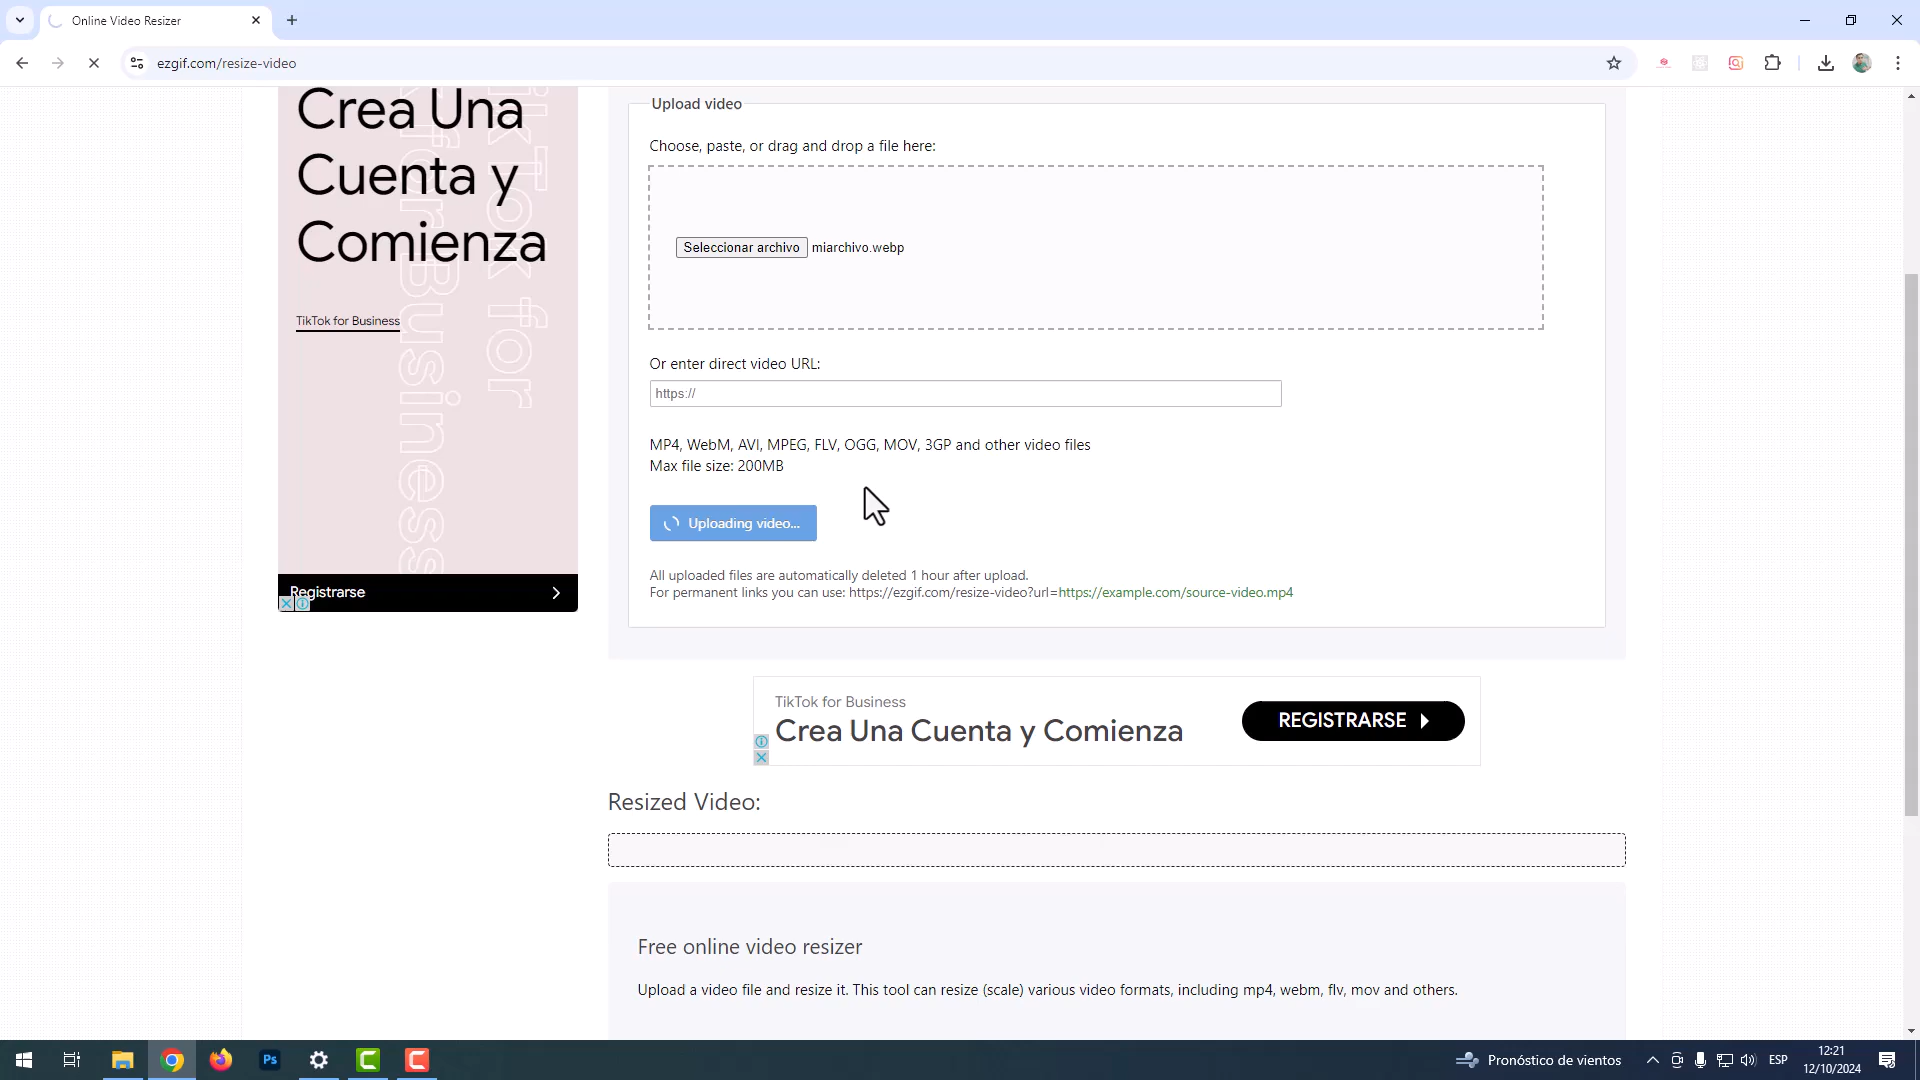 Online Video Resizer
ezgif.com/resize-video
Crea Una
Cuenta y
Comienza
TikTok for Business
TikTok for
for Business
Registrarse
Upload video
Choose, paste, or drag and drop a file here:
Seleccionar archivo miarchivo.webp
Or enter direct video URL:
https://
MP4, WebM, AVI, MPEG, FLV, OGG, MOV, 3GP and other video files
Max file size: 200MB
Uploading video...
All uploaded files are automatically deleted 1 hour after upload.
For permanent links you can use: https://ezgif.com/resize-video?url=https://example.com/source-video.mp4
TikTok for Business
Crea Una Cuenta y Comienza
REGISTRARSE
Resized Video:
Free online video resizer
Upload a video file and resize it. This tool can resize (scale) various video formats, including mp4, webm, flv, mov and others.
Ps
Pronóstico de vientos
ESP
12:21
12/10/2024